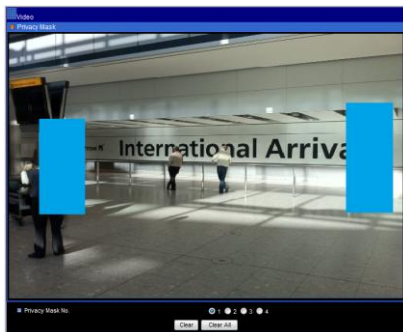 Video
Privacy Mask
International Arriva
Privacy Mask No.
1 2 3 4
Clear Clear All